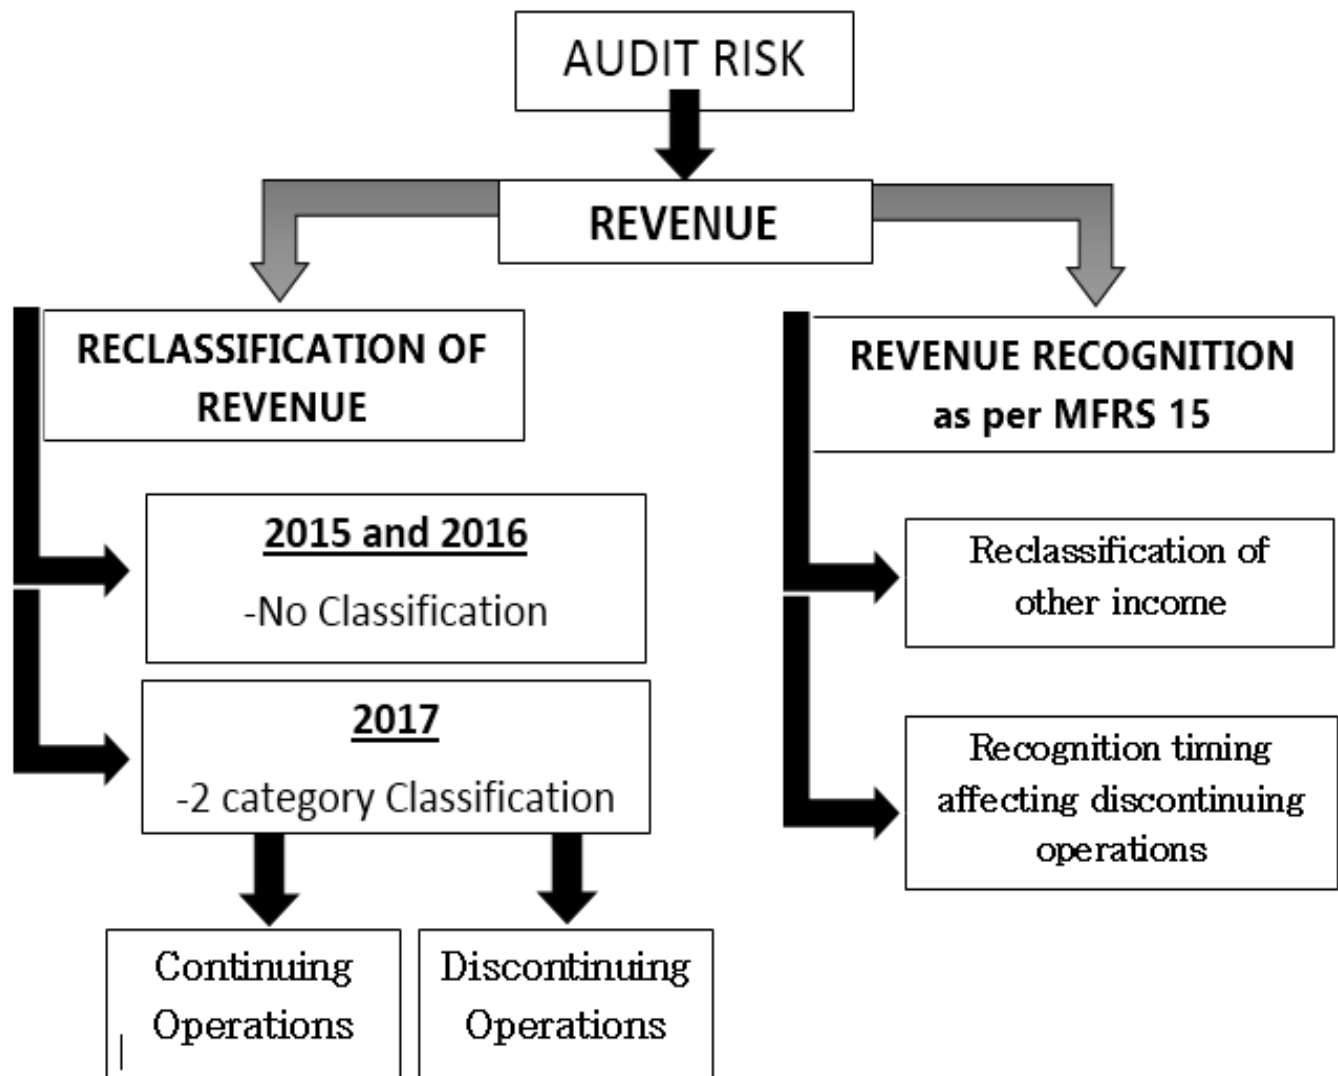 AUDIT RISK
REVENUE
RECLASSIFICATION OF
REVENUE
2015 and 2016
-No Classification
2017
-2 category Classification
Continuing
Operations
Discontinuing
Operations
REVENUE RECOGNITION
as per MFRS 15
Reclassification of
other income
Recognition timing
affecting discontinuing
operations